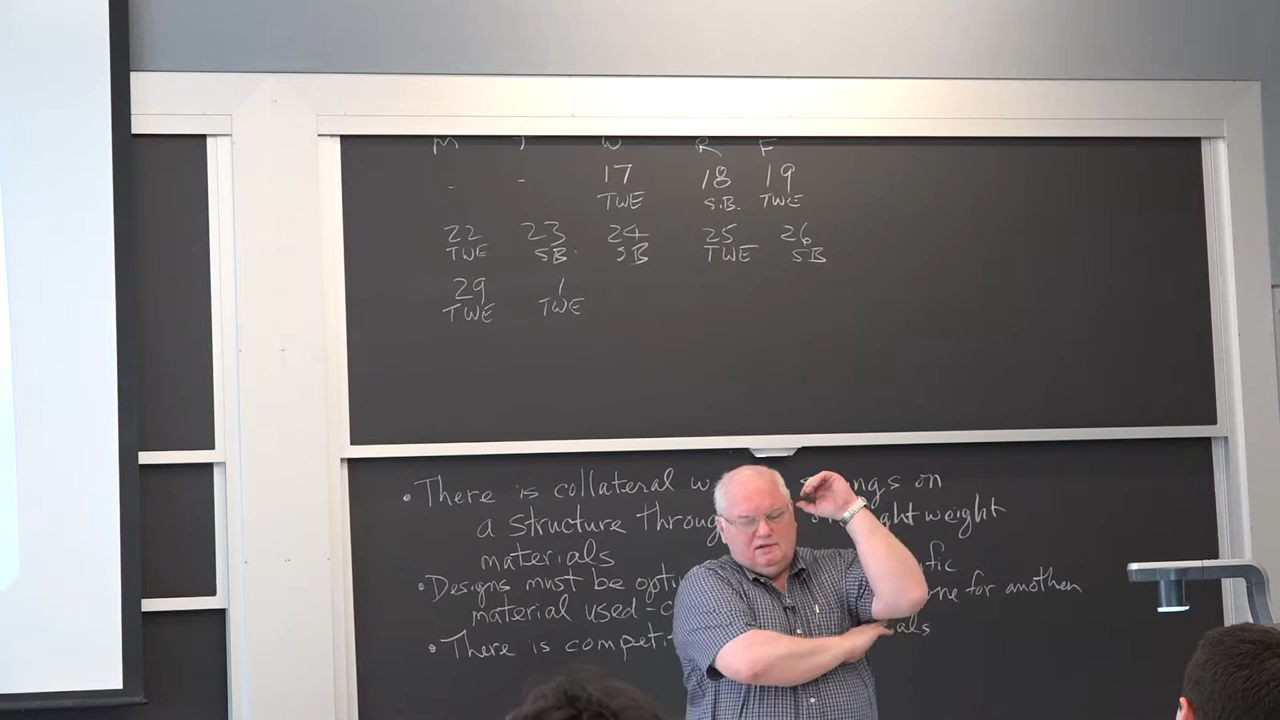 M T W R F
- - 17 18 19
TWE S.B. TWE
22 23 24 25 26
TWE SB. SB TWE SB
29 1
TWE TWE
• There is collateral ngs on
a structure throug ght weight
materials
• Designs must be opti fic
material used-c one for another
• There is competit als